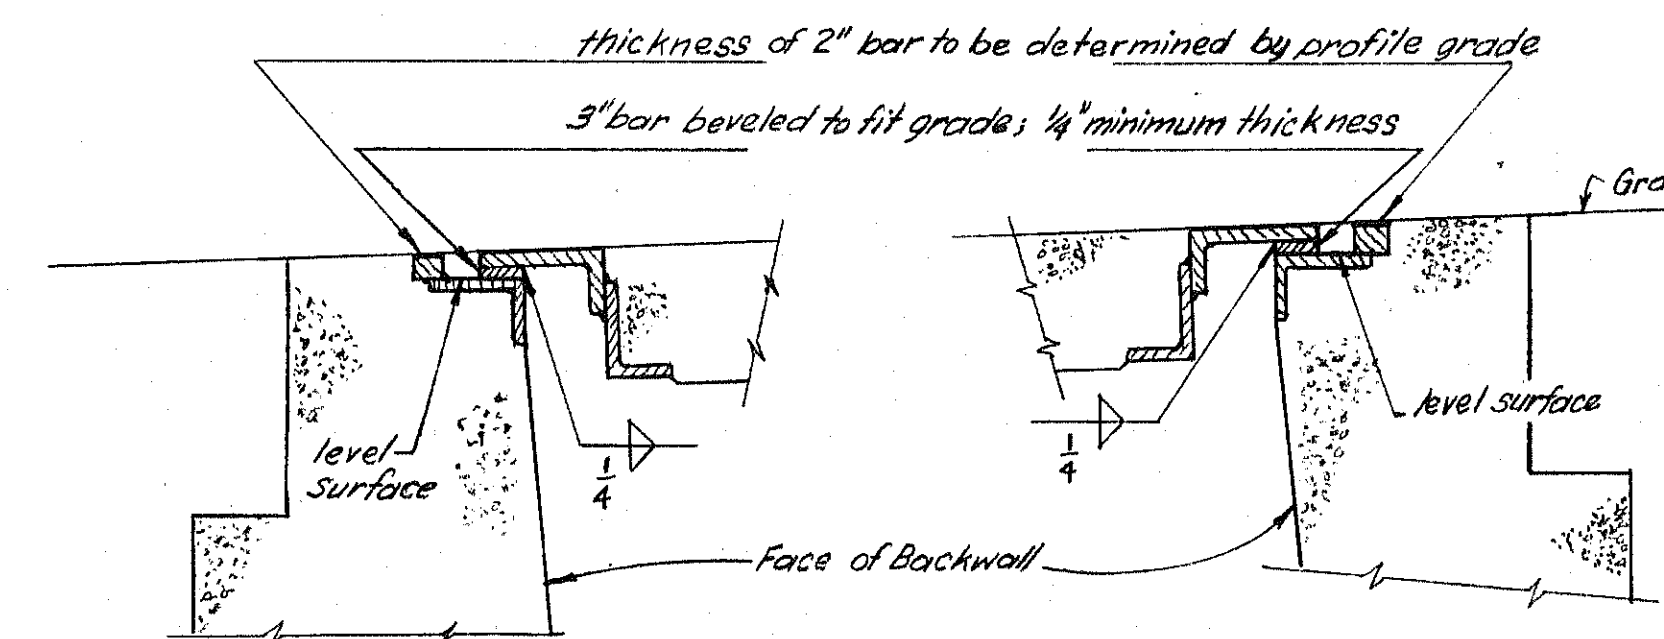 thickness of 2" bar to be determined by profile grade
3" bar beveled to fit grade; 1/4" minimum thickness
level
surface
1/4
1/4
level surface
Face of Backwall